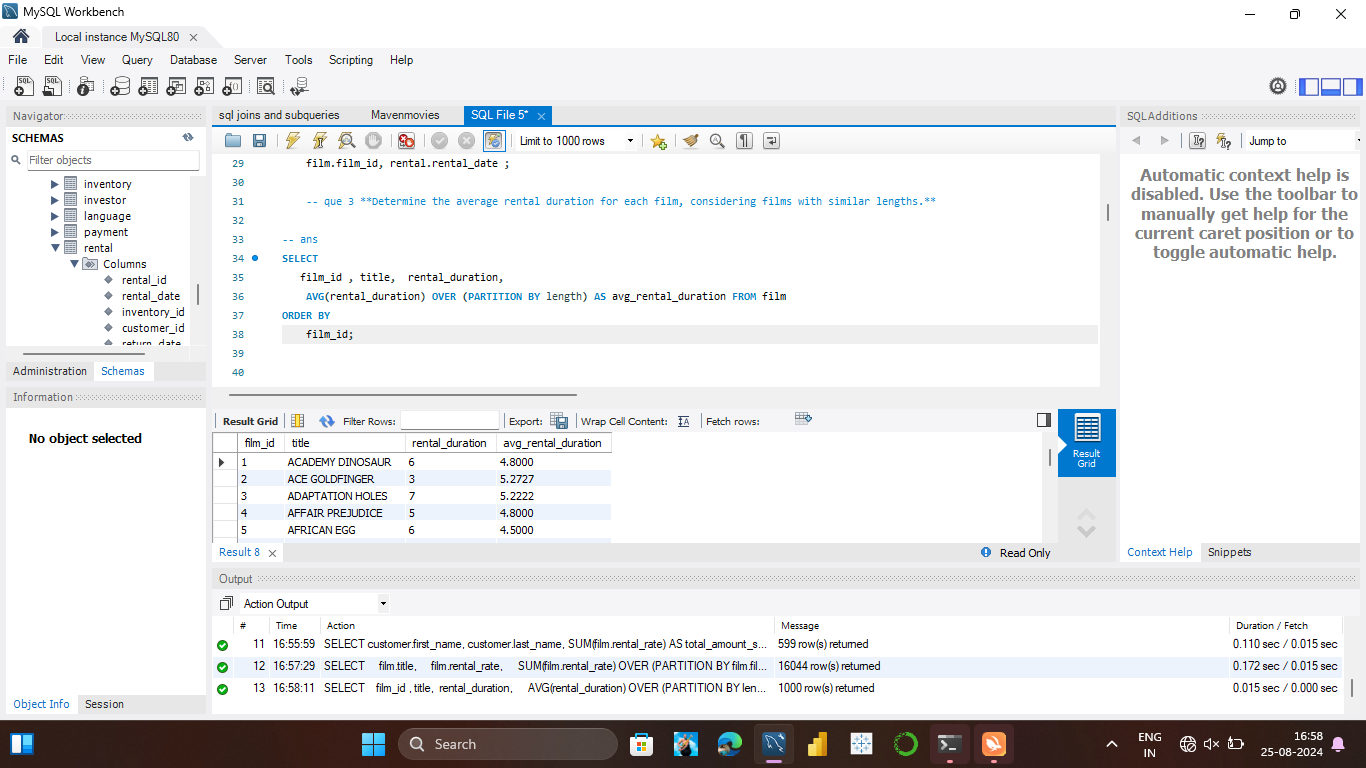 MySQL Workbench
Local instance MySQL80
File Edit View Query Database Server Tools Scripting Help
Navigator
SCHEMAS
Filter objects
inventory
investor
language
payment
rental
Columns
rental_id
rental_date
inventory_id
customer_id
return_date
Administration Schemas
Information
No object selected
Object Info Session
sql joins and subqueries Mavenmovies SQL File 5*
Limit to 1000 rows
29 film.film_id, rental.rental_date ;
30
31 -- que 3 **Determine the average rental duration for each film, considering films with similar lengths.**
32
33 -- ans
34 SELECT
35 film_id , title, rental_duration,
36 AVG(rental_duration) OVER (PARTITION BY length) AS avg_rental_duration FROM film
37 ORDER BY
38 film_id;
39
40
Result Grid Filter Rows: Export: Wrap Cell Content: Fetch rows:
film_id title rental_duration avg_rental_duration
1 ACADEMY DINOSAUR 6 4.8000
2 ACE GOLDFINGER 3 5.2727
3 ADAPTATION HOLES 7 5.2222
4 AFFAIR PREJUDICE 5 4.8000
5 AFRICAN EGG 6 4.5000
Result Grid
Result 8 Read Only
SQLAdditions
Jump to
Automatic context help is
disabled. Use the toolbar to
manually get help for the
current caret position or to
toggle automatic help.
Context Help Snippets
Output
Action Output
# Time Action Message Duration / Fetch
11 16:55:59 SELECT customer.first_name, customer.last_name, SUM(film.rental_rate) AS total_amount_s... 599 row(s) returned 0.110 sec / 0.015 sec
12 16:57:29 SELECT film.title, film.rental_rate, SUM(film.rental_rate) OVER (PARTITION BY film.fil... 16044 row(s) returned 0.172 sec / 0.015 sec
13 16:58:11 SELECT film_id , title, rental_duration, AVG(rental_duration) OVER (PARTITION BY len... 1000 row(s) returned 0.015 sec / 0.000 sec
Search
ENG
IN
16:58
25-08-2024